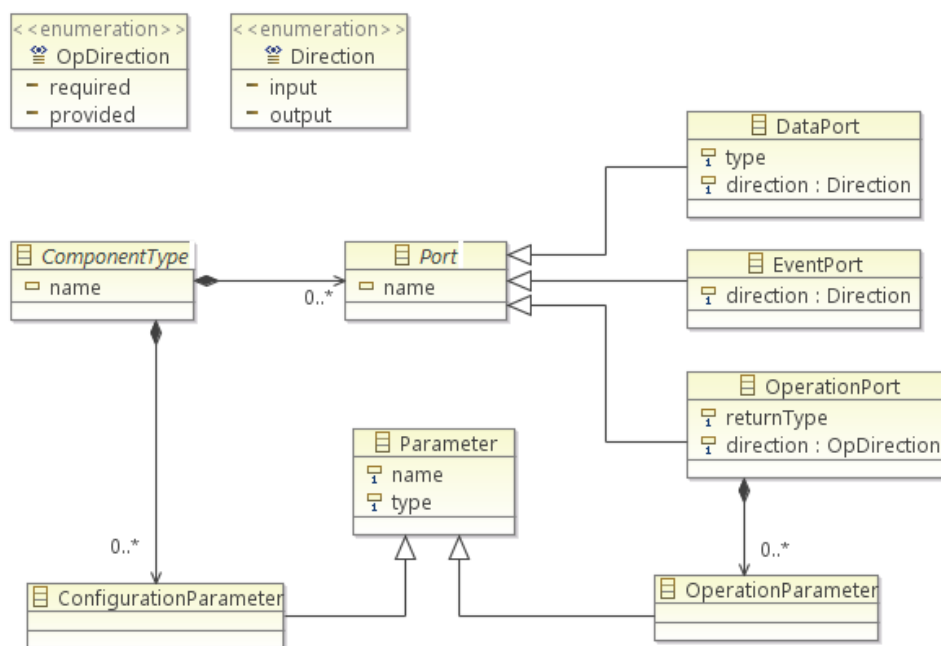 <<enumeration>>
OpDirection
required
provided
<<enumeration>>
Direction
input
output
DataPort
type
direction : Direction
ComponentType
name
0..*
Port
name
EventPort
direction : Direction
OperationPort
returnType
direction : OpDirection
Parameter
name
type
0..*
0..*
ConfigurationParameter
OperationParameter